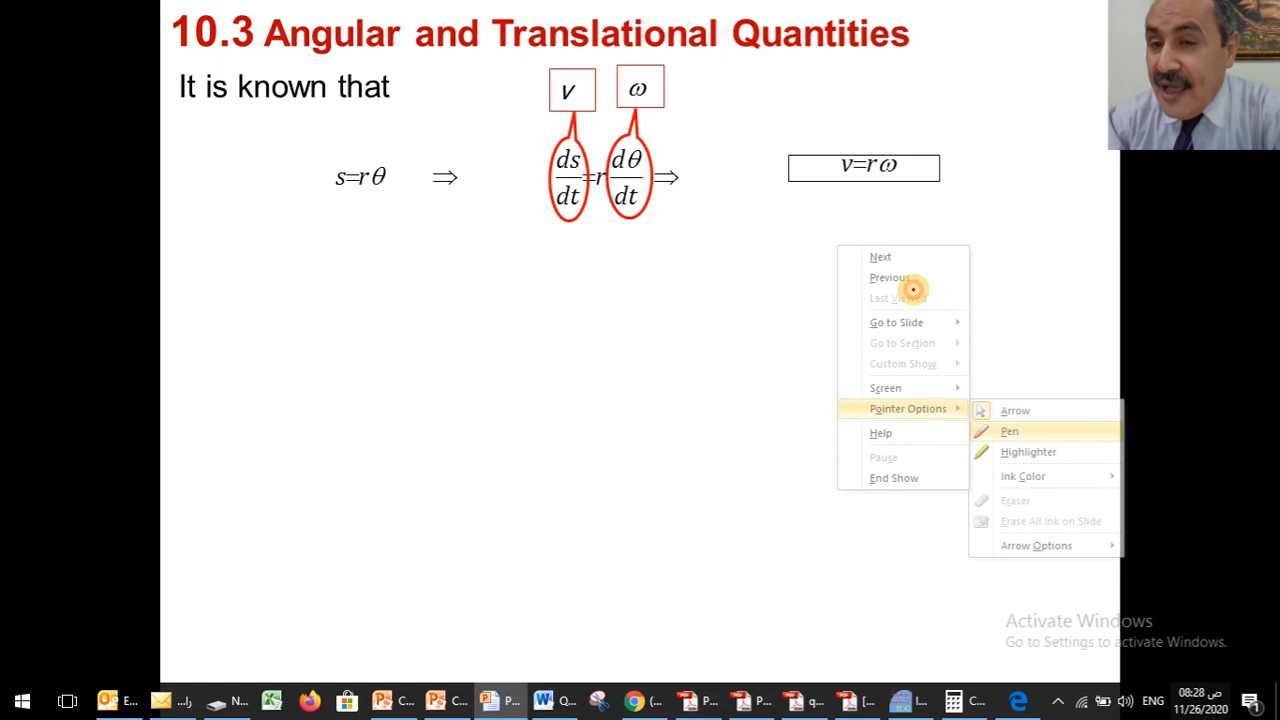 10.3 Angular and Translational Quantities
It is known that
v
ω
s=rθ ⇒ ds/dt=r dθ/dt ⇒ v=rω
Next
Previous
Last Viewed
Go to Slide
Go to Section
Custom Show
Screen
Pointer Options
Help
Pause
End Show
Arrow
Pen
Highlighter
Ink Color
Eraser
Erase All Ink on Slide
Arrow Options
Activate Windows
Go to Settings to activate Windows.
E... را... N... C... C... P... Q... (... P... P... q... [... I... C... ENG 08:28 ص
11/26/2020